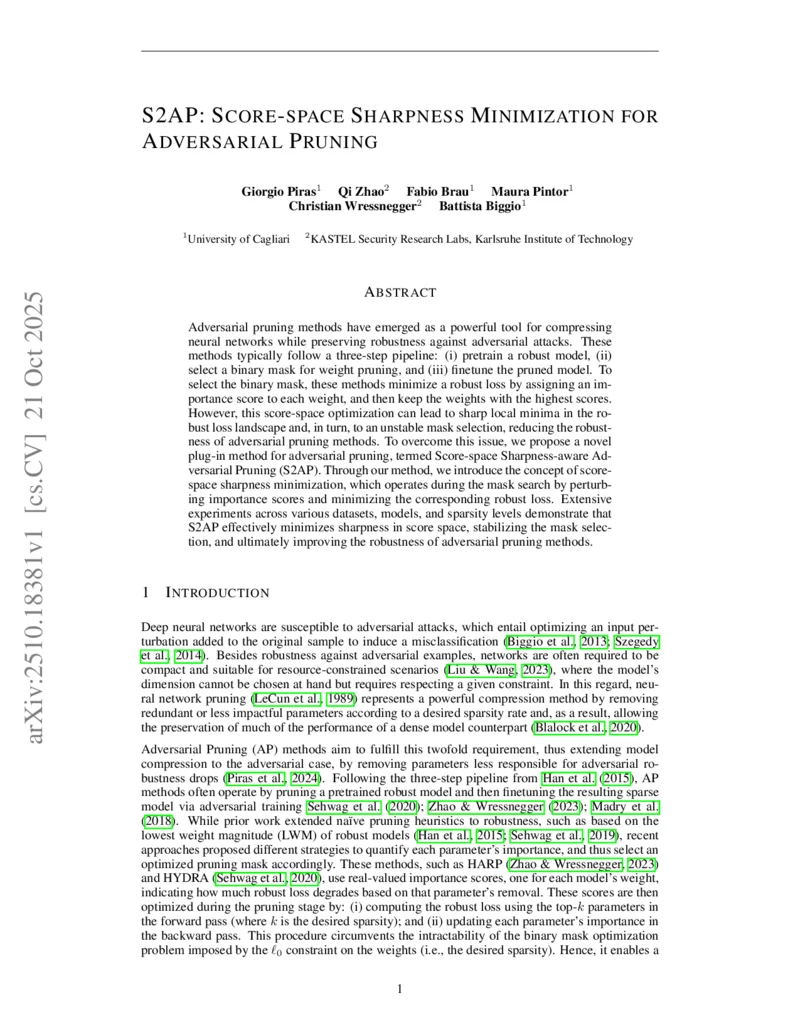 S2AP: SCORE-SPACE SHARPNESS MINIMIZATION FOR
ADVERSARIAL PRUNING
Giorgio Piras1 Qi Zhao2 Fabio Brau1 Maura Pintor1
Christian Wressnegger2 Battista Biggio1
1University of Cagliari 2KASTEL Security Research Labs, Karlsruhe Institute of Technology
ABSTRACT
Adversarial pruning methods have emerged as a powerful tool for compressing
neural networks while preserving robustness against adversarial attacks. These
methods typically follow a three-step pipeline: (i) pretrain a robust model, (ii)
select a binary mask for weight pruning, and (iii) finetune the pruned model. To
select the binary mask, these methods minimize a robust loss by assigning an im-
portance score to each weight, and then keep the weights with the highest scores.
However, this score-space optimization can lead to sharp local minima in the ro-
bust loss landscape and, in turn, to an unstable mask selection, reducing the robust-
ness of adversarial pruning methods. To overcome this issue, we propose a novel
plug-in method for adversarial pruning, termed Score-space Sharpness-aware Ad-
versarial Pruning (S2AP). Through our method, we introduce the concept of score-
space sharpness minimization, which operates during the mask search by perturb-
ing importance scores and minimizing the corresponding robust loss. Extensive
experiments across various datasets, models, and sparsity levels demonstrate that
S2AP effectively minimizes sharpness in score space, stabilizing the mask selec-
tion, and ultimately improving the robustness of adversarial pruning methods.
1 INTRODUCTION
Deep neural networks are susceptible to adversarial attacks, which entail optimizing an input per-
turbation added to the original sample to induce a misclassification (Biggio et al., 2013; Szegedy
et al., 2014). Besides robustness against adversarial examples, networks are often required to be
compact and suitable for resource-constrained scenarios (Liu & Wang, 2023), where the model's
dimension cannot be chosen at hand but requires respecting a given constraint. In this regard, neu-
ral network pruning (LeCun et al., 1989) represents a powerful compression method by removing
redundant or less impactful parameters according to a desired sparsity rate and, as a result, allowing
the preservation of much of the performance of a dense model counterpart (Blalock et al., 2020).
Adversarial Pruning (AP) methods aim to fulfill this twofold requirement, thus extending model
compression to the adversarial case, by removing parameters less responsible for adversarial ro-
bustness drops (Piras et al., 2024). Following the three-step pipeline from Han et al. (2015), AP
methods often operate by pruning a pretrained robust model and then finetuning the resulting sparse
model via adversarial training Sehwag et al. (2020); Zhao & Wressnegger (2023); Madry et al.
(2018). While prior work extended naïve pruning heuristics to robustness, such as based on the
lowest weight magnitude (LWM) of robust models (Han et al., 2015; Sehwag et al., 2019), recent
approaches proposed different strategies to quantify each parameter's importance, and thus select an
optimized pruning mask accordingly. These methods, such as HARP (Zhao & Wressnegger, 2023)
and HYDRA (Sehwag et al., 2020), use real-valued importance scores, one for each model's weight,
indicating how much robust loss degrades based on that parameter's removal. These scores are then
optimized during the pruning stage by: (i) computing the robust loss using the top-k parameters in
the forward pass (where k is the desired sparsity); and (ii) updating each parameter's importance in
the backward pass. This procedure circumvents the intractability of the binary mask optimization
problem imposed by the ℓ0 constraint on the weights (i.e., the desired sparsity). Hence, it enables a
1
arXiv:2510.18381v1 [cs.CV] 21 Oct 2025